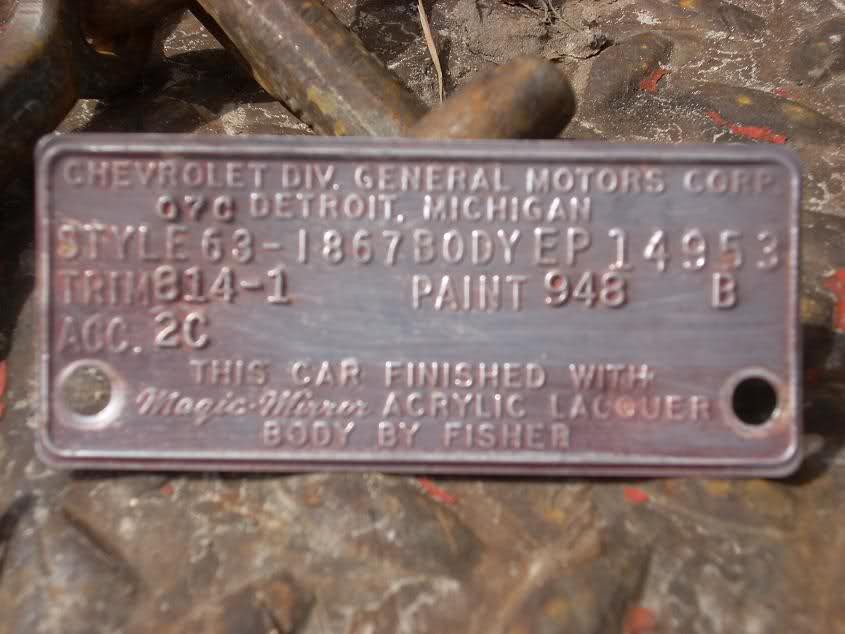 CHEVROLET DIV. GENERAL MOTORS CORP.
07C DETROIT, MICHIGAN
STYLE 63-1867 BODY EP 14953
TRIM 814-1 PAINT 948 B
ACC. 2C
THIS CAR FINISHED WITH
Magic-Mirror ACRYLIC LACQUER
BODY BY FISHER